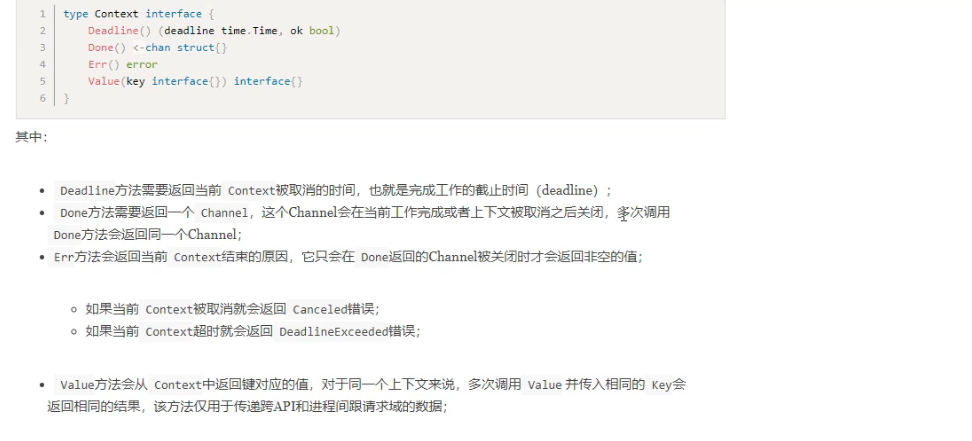 1 type Context interface {
2 Deadline() (deadline time.Time, ok bool)
3 Done() <-chan struct{}
4 Err() error
5 Value(key interface{}) interface{}
6 }
其中：
Deadline方法需要返回当前 Context被取消的时间，也就是完成工作的截止时间（deadline）；
Done方法需要返回一个 Channel，这个Channel会在当前工作完成或者上下文被取消之后关闭，多次调用
Done方法会返回同一个Channel；
Err方法会返回当前 Context结束的原因，它只会在 Done返回的Channel被关闭时才会返回非空的值；
如果当前 Context被取消就会返回 Canceled错误；
如果当前 Context超时就会返回 DeadlineExceeded错误；
Value方法会从 Context中返回键对应的值，对于同一个上下文来说，多次调用 Value 并传入相同的 Key会
返回相同的结果，该方法仅用于传递跨API和进程间跟请求域的数据；